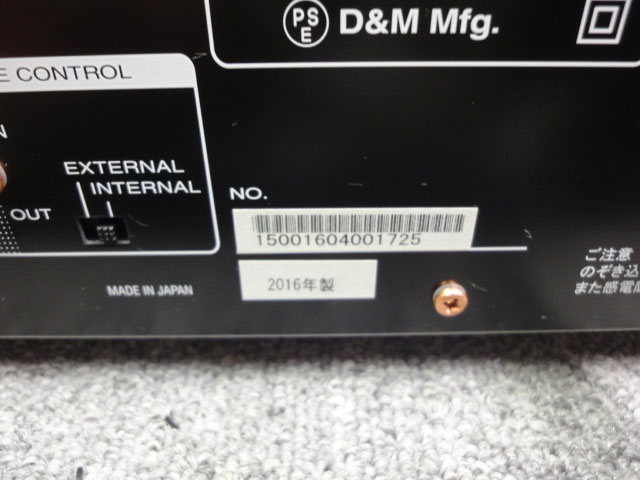 PS
E
D&M Mfg.
E CONTROL
N
EXTERNAL
INTERNAL
OUT
NO.
15001604001725
2016年製
MADE IN JAPAN
ご注意
のぞき込
また感電